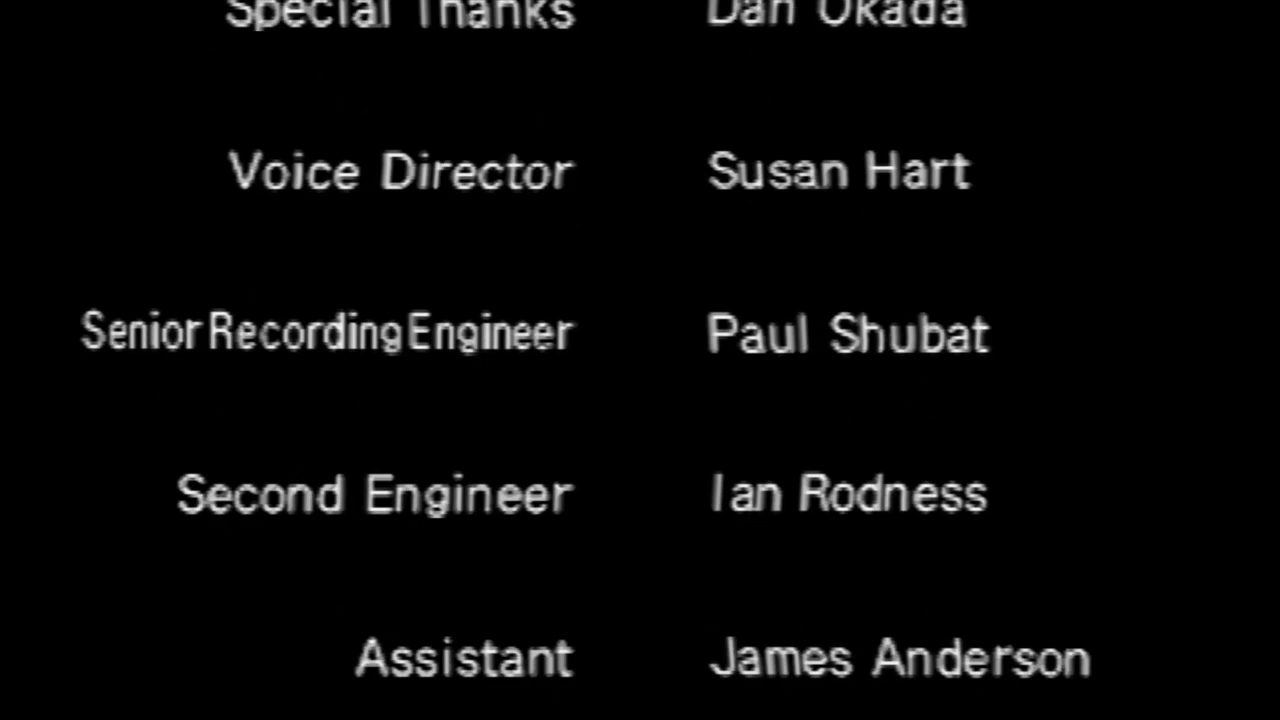 Special Thanks Dan Okada
Voice Director Susan Hart
Senior Recording Engineer Paul Shubat
Second Engineer Ian Rodness
Assistant James Anderson